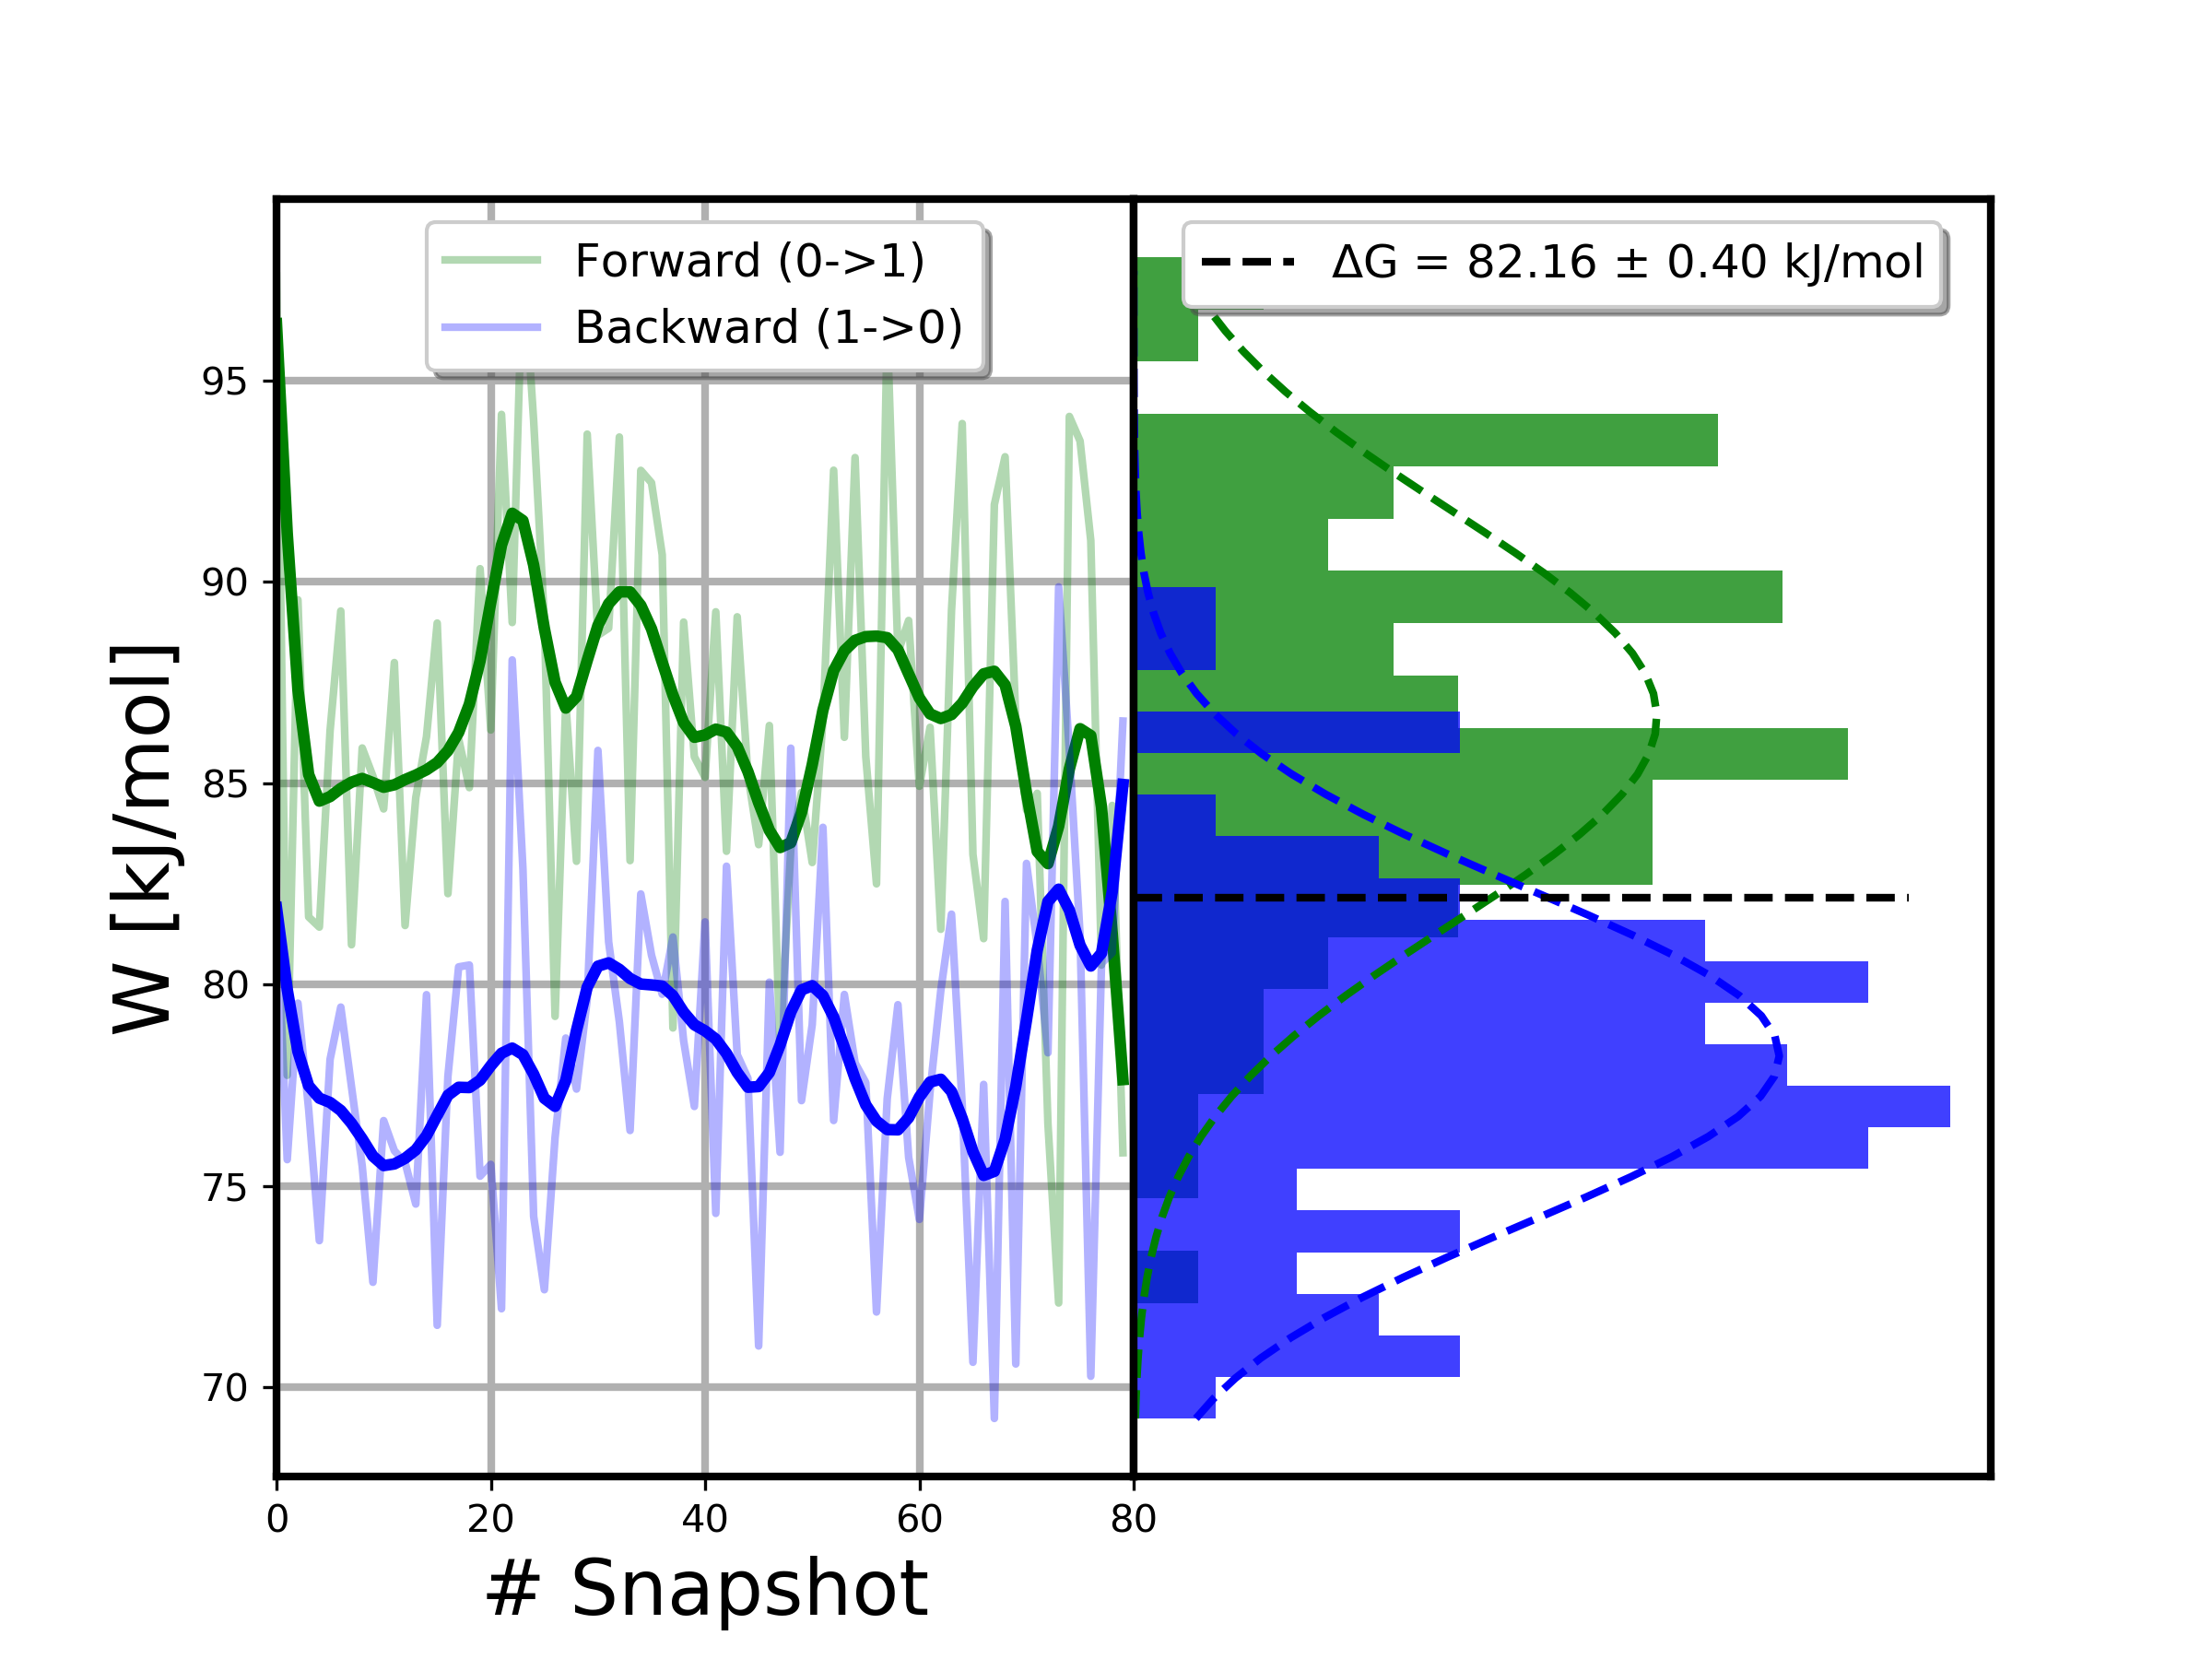 Forward (0->1)
Backward (1->0)
ΔG = 82.16 ± 0.40 kJ/mol
W [kJ/mol]
95
90
85
80
75
70
0 20 40 60 80
# Snapshot